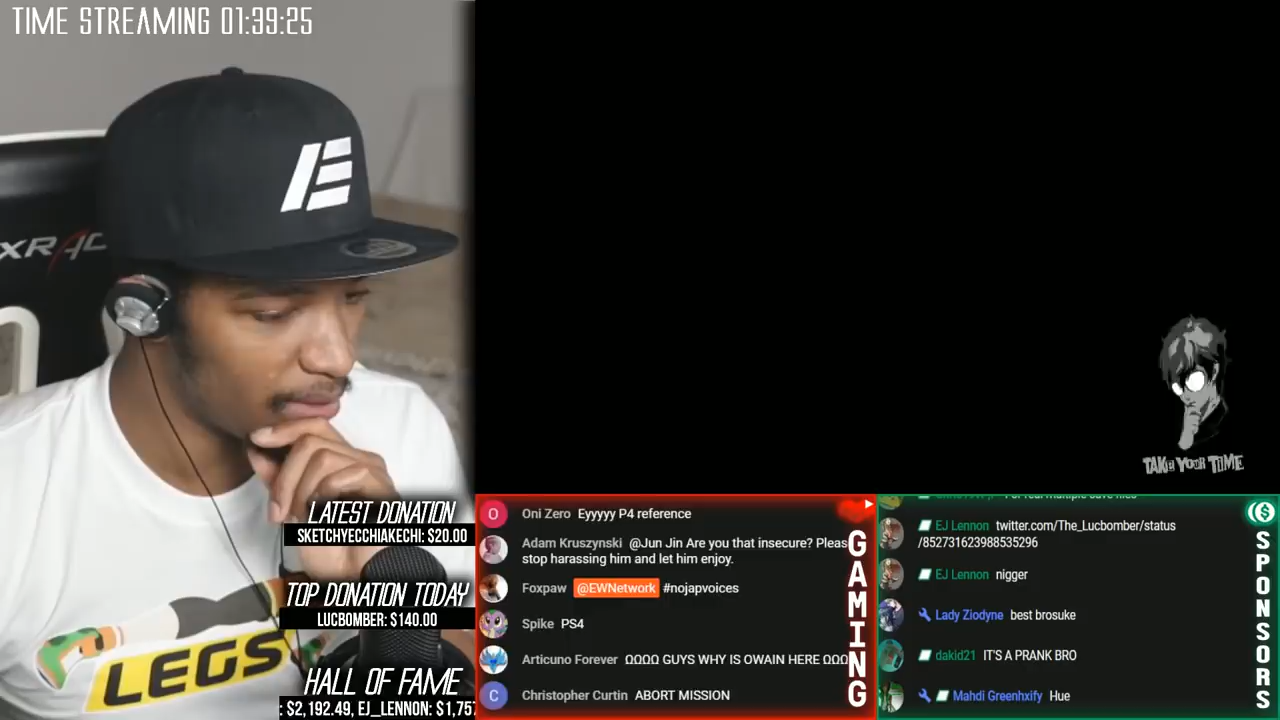 TIME STREAMING 01:39:25
XRAC
E
LATEST DONATION
SKETCHYECCHIAKECHI: $20.00
TOP DONATION TODAY
LUCBOMBER: $140.00
LEGS
HALL OF FAME
: $2,192.49, EJ_LENNON: $1,757
TAKE YOUR TIME
O
Oni Zero Eyyyyy P4 reference
Adam Kruszynski @Jun Jin Are you that insecure? Pleas
stop harassing him and let him enjoy.
Foxpaw @EWNetwork #nojapvoices
Spike PS4
Articuno Forever ΩΩΩΩ GUYS WHY IS OWAIN HERE ΩΩΩ
C
Christopher Curtin ABORT MISSION
GAMING
EJ Lennon twitter.com/The_Lucbomber/status
/852731623988535296
EJ Lennon nigger
Lady Ziodyne best brosuke
dakid21 IT'S A PRANK BRO
Mahdi Greenhxify Hue
$
SPONSORS